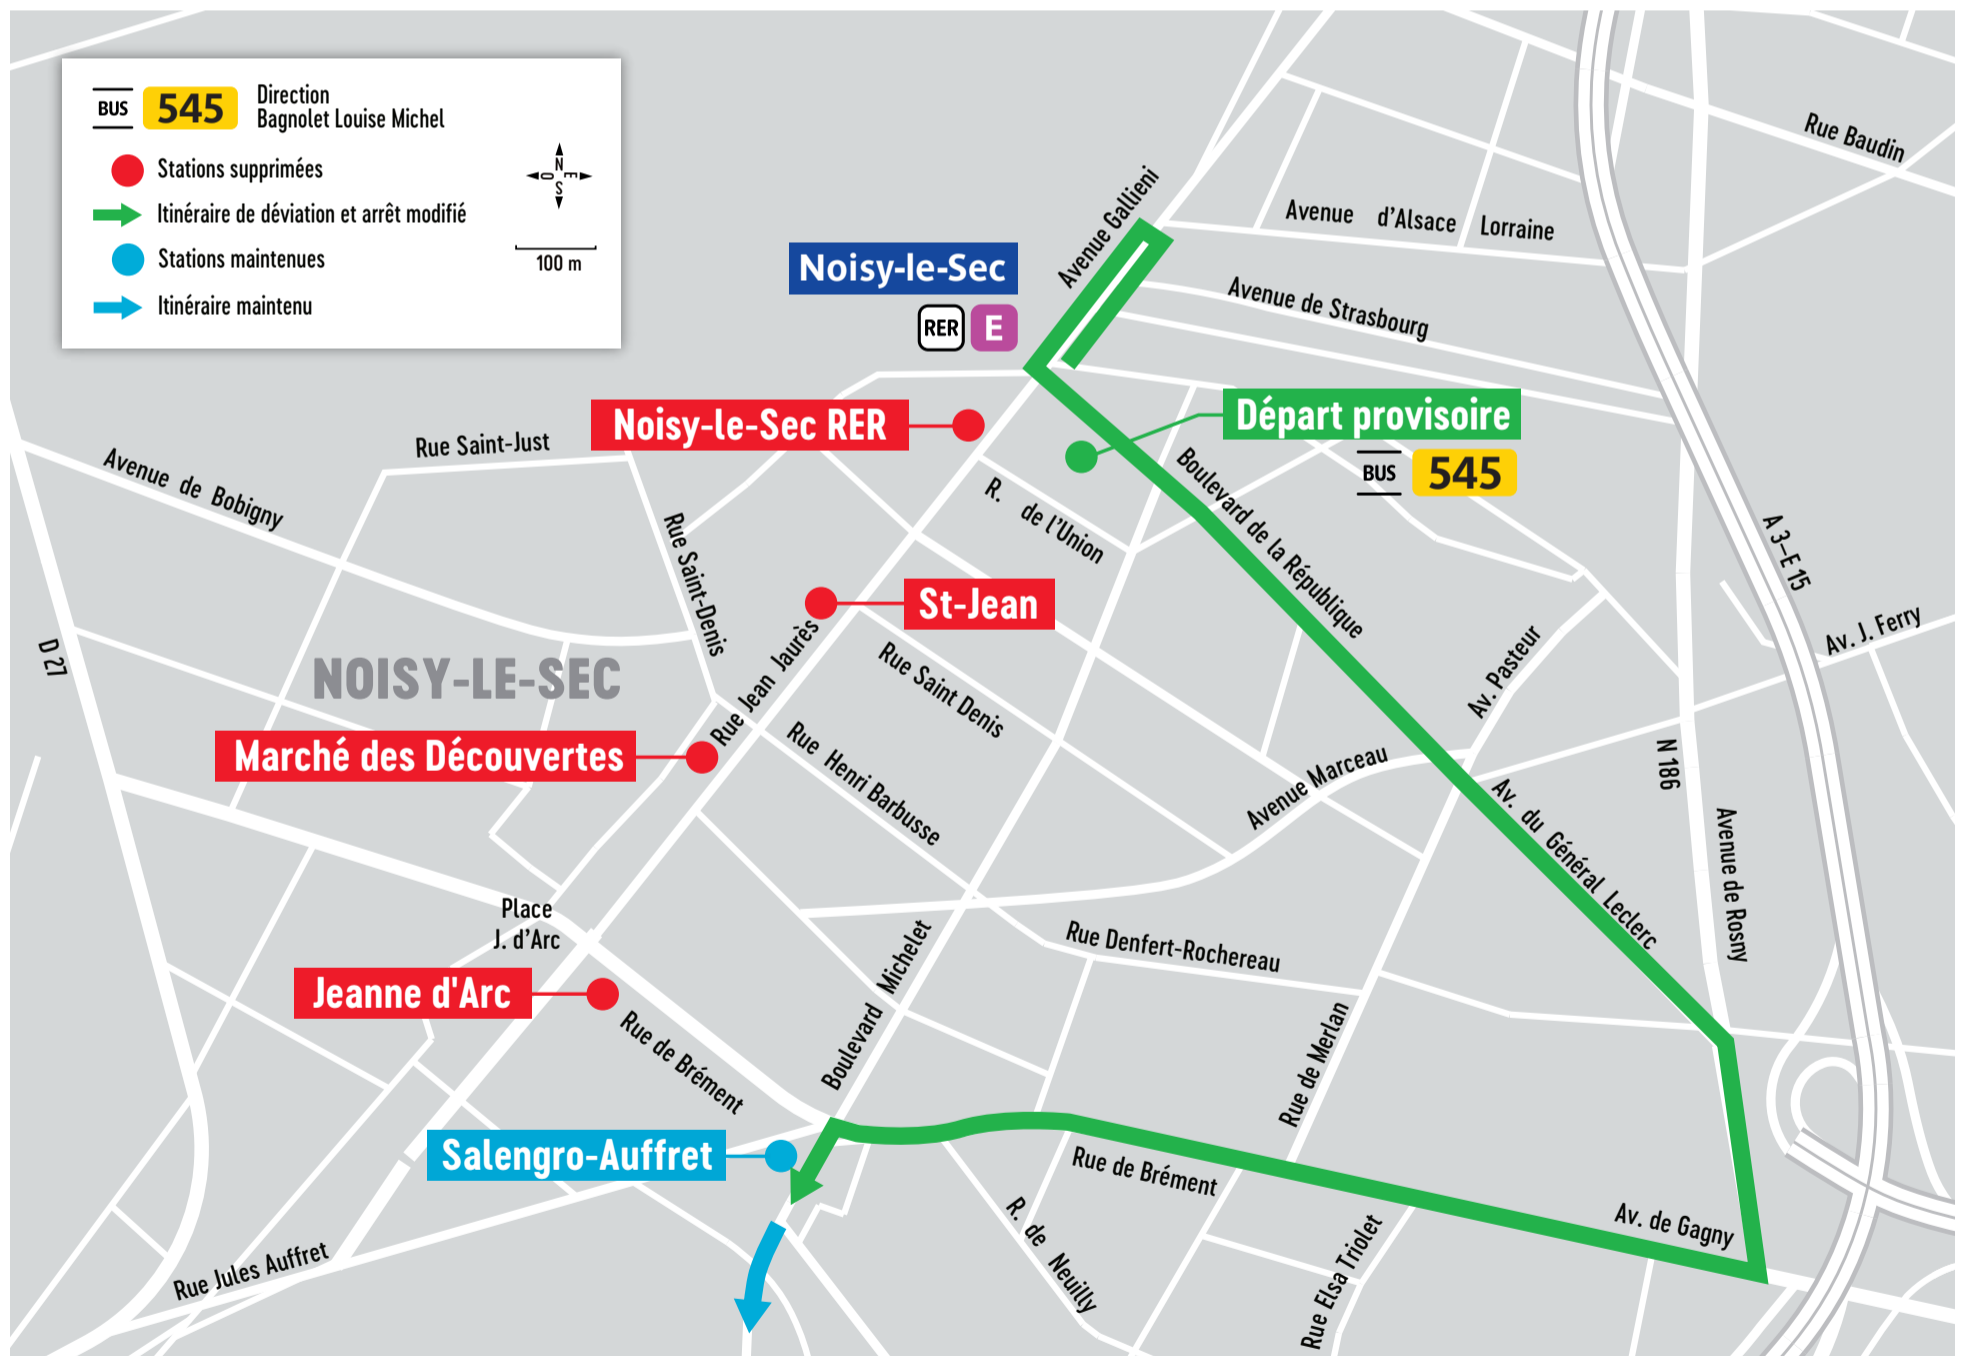 BUS 545 Direction
Bagnolet Louise Michel
Stations supprimées
Itinéraire de déviation et arrêt modifié
Stations maintenues
Itinéraire maintenu
N
O E
S
100 m
Rue Baudin
Avenue Gallieni
Avenue d'Alsace Lorraine
Noisy-le-Sec
RER E
Avenue de Strasbourg
Noisy-le-Sec RER
Départ provisoire
BUS 545
Rue Saint-Just
Avenue de Bobigny
R. de l'Union
Boulevard de la République
A 3-E 15
Rue Saint-Denis
St-Jean
Av. J. Ferry
D 27
NOISY-LE-SEC
Rue Jean Jaurès
Rue Saint Denis
Av. Pasteur
Marché des Découvertes
Rue Henri Barbusse
Avenue Marceau
N 186
Av. du Général Leclerc
Avenue de Rosny
Place
J. d'Arc
Boulevard Michelet
Rue Denfert-Rochereau
Jeanne d'Arc
Rue de Brément
Rue de Merlan
Salengro-Auffret
Rue de Brément
Av. de Gagny
R. de Neuilly
Rue Elsa Triolet
Rue Jules Auffret